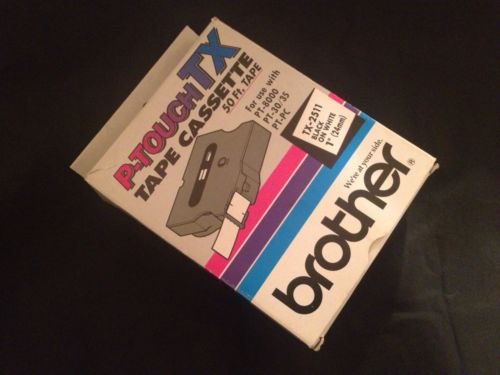 P-TOUCH TX
TAPE CASSETTE
50 FT. TAPE
For use with
PT-8000
PT-30/35
PT-PC
TX-2511
BLACK
ON WHITE
1" (24mm)
We're at your side.
brother®